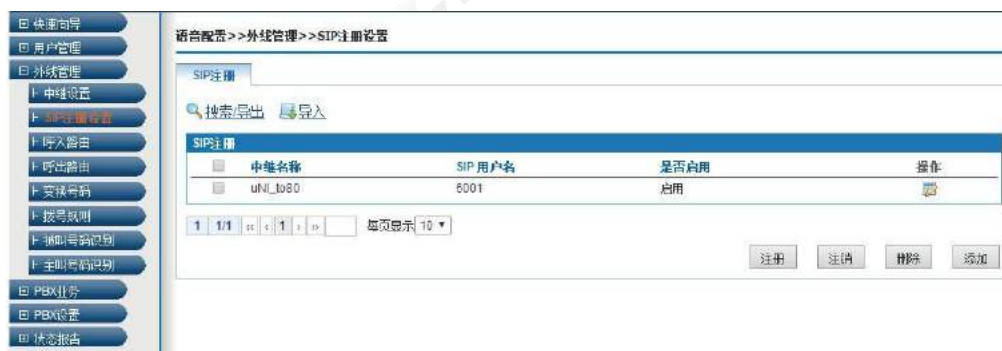 快速向导
用户管理
外线管理
中继设置
SIP注册设置
呼入路由
呼出路由
变换号码
拨号规则
被叫号码识别
主叫号码识别
PBX业务
PBX设置
状态报告
语音配置>>外线管理>>SIP注册设置
SIP注册
搜索/导出 导入
SIP注册
中继名称 SIP 用户名 是否启用 操作
uNI_to80 6001 启用
1 1/1 « ‹ 1 › » 每页显示 10
注册 注销 删除 添加